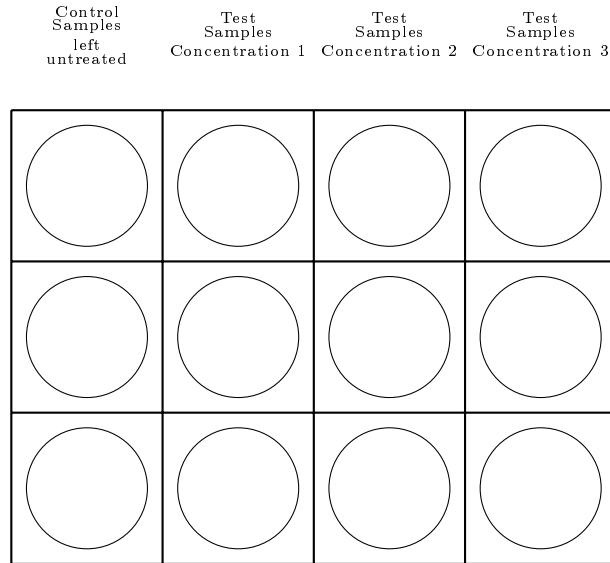 Control
Samples
left
untreated
Test
Samples
Concentration 1
Test
Samples
Concentration 2
Test
Samples
Concentration 3